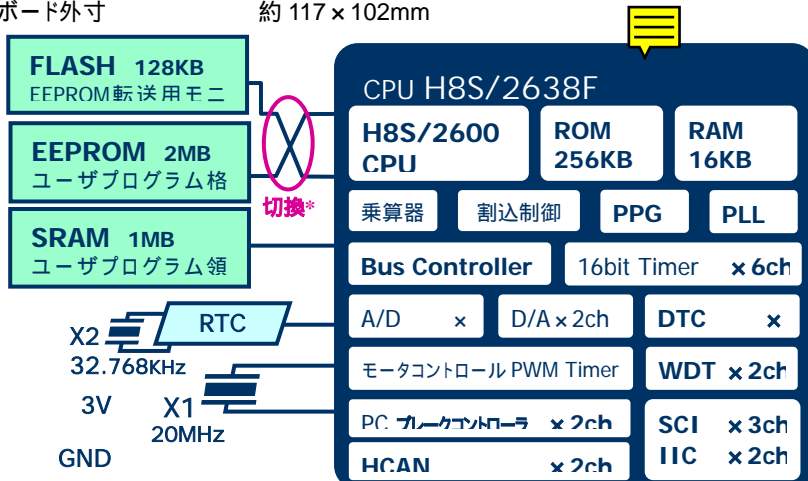 ボード外寸 約 117 × 102mm
FLASH 128KB
EEPROM転送用モニ
EEPROM 2MB
ユーザプログラム格
SRAM 1MB
ユーザプログラム領
切換*
RTC
X2
32.768KHz
3V
X1
20MHz
GND
CPU H8S/2638F
H8S/2600
CPU
ROM
256KB
RAM
16KB
乗算器
割込制御
PPG
PLL
Bus Controller
16bit Timer ×6ch
A/D ×
D/A×2ch
DTC ×
モータコントロール PWM Timer
WDT ×2ch
PC ブレークコントローラ ×2ch
SCI ×3ch
IIC ×2ch
HCAN ×2ch